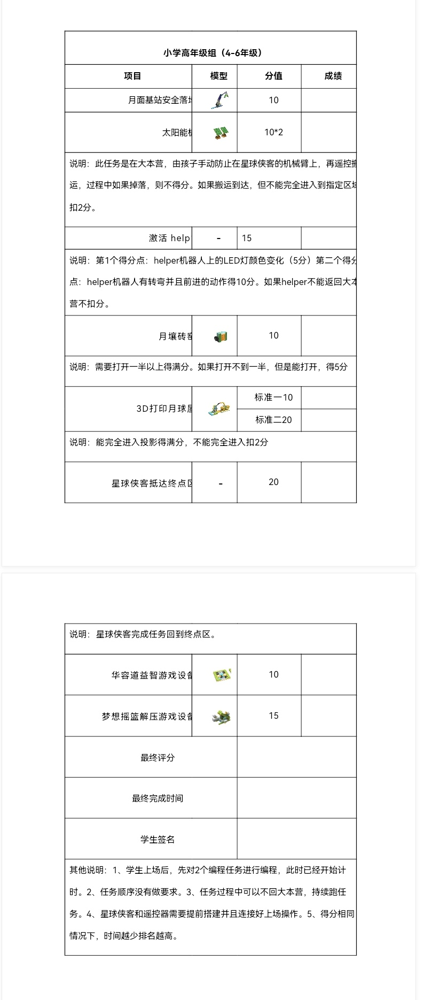 小学高年级组（4-6年级）
项目 模型 分值 成绩
月面基站安全落地 10
太阳能 10*2
说明：此任务是在大本营，由孩子手动防止在星球侠客的机械臂上，再遥控搬
运，过程中如果掉落，则不得分。如果搬运到达，但不能完全进入到指定区域
扣2分。
激活 help - 15
说明：第1个得分点：helper机器人上的LED灯颜色变化（5分）第二个得分
点：helper机器人有转弯并且前进的动作得10分。如果helper不能返回大本
营不扣分。
月壤砖窑 10
说明：需要打开一半以上得满分。如果打开不到一半，但是能打开，得5分
3D打印月球屋 标准一10
标准二20
说明：能完全进入投影得满分，不能完全进入扣2分
星球侠客抵达终点区 - 20
说明：星球侠客完成任务回到终点区。
华容道益智游戏设备 10
梦想摇篮解压游戏设备 15
最终评分
最终完成时间
学生签名
其他说明：1、学生上场后，先对2个编程任务进行编程，此时已经开始计
时。2、任务顺序没有做要求。3、任务过程中可以不回大本营，持续跑任
务。4、星球侠客和遥控器需要提前搭建并且连接好上场操作。5、得分相同
情况下，时间越少排名越高。